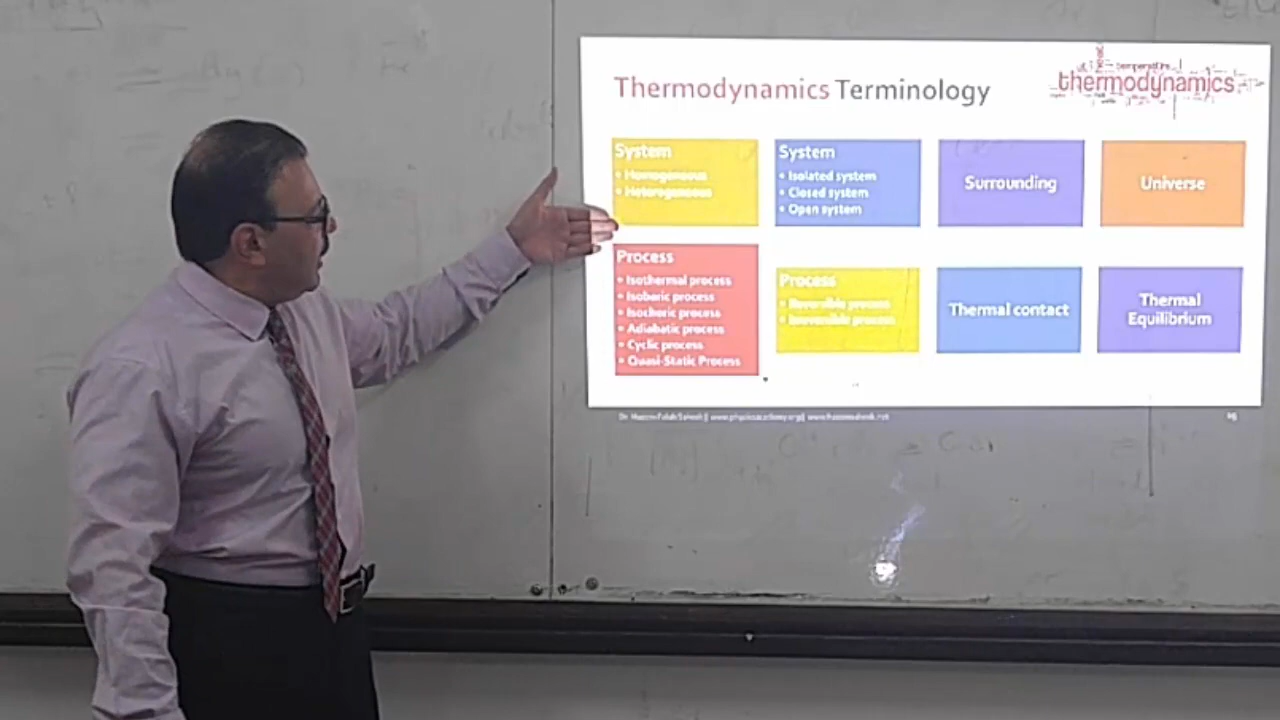 Thermodynamics Terminology
temperature
thermodynamics
System
• Homogeneous
• Heterogeneous
System
• Isolated system
• Closed system
• Open system
Surrounding
Universe
Process
• Isothermal process
• Isobaric process
• Isochoric process
• Adiabatic process
• Cyclic process
• Quasi-Static Process
Process
• Reversible process
• Irreversible process
Thermal contact
Thermal
Equilibrium